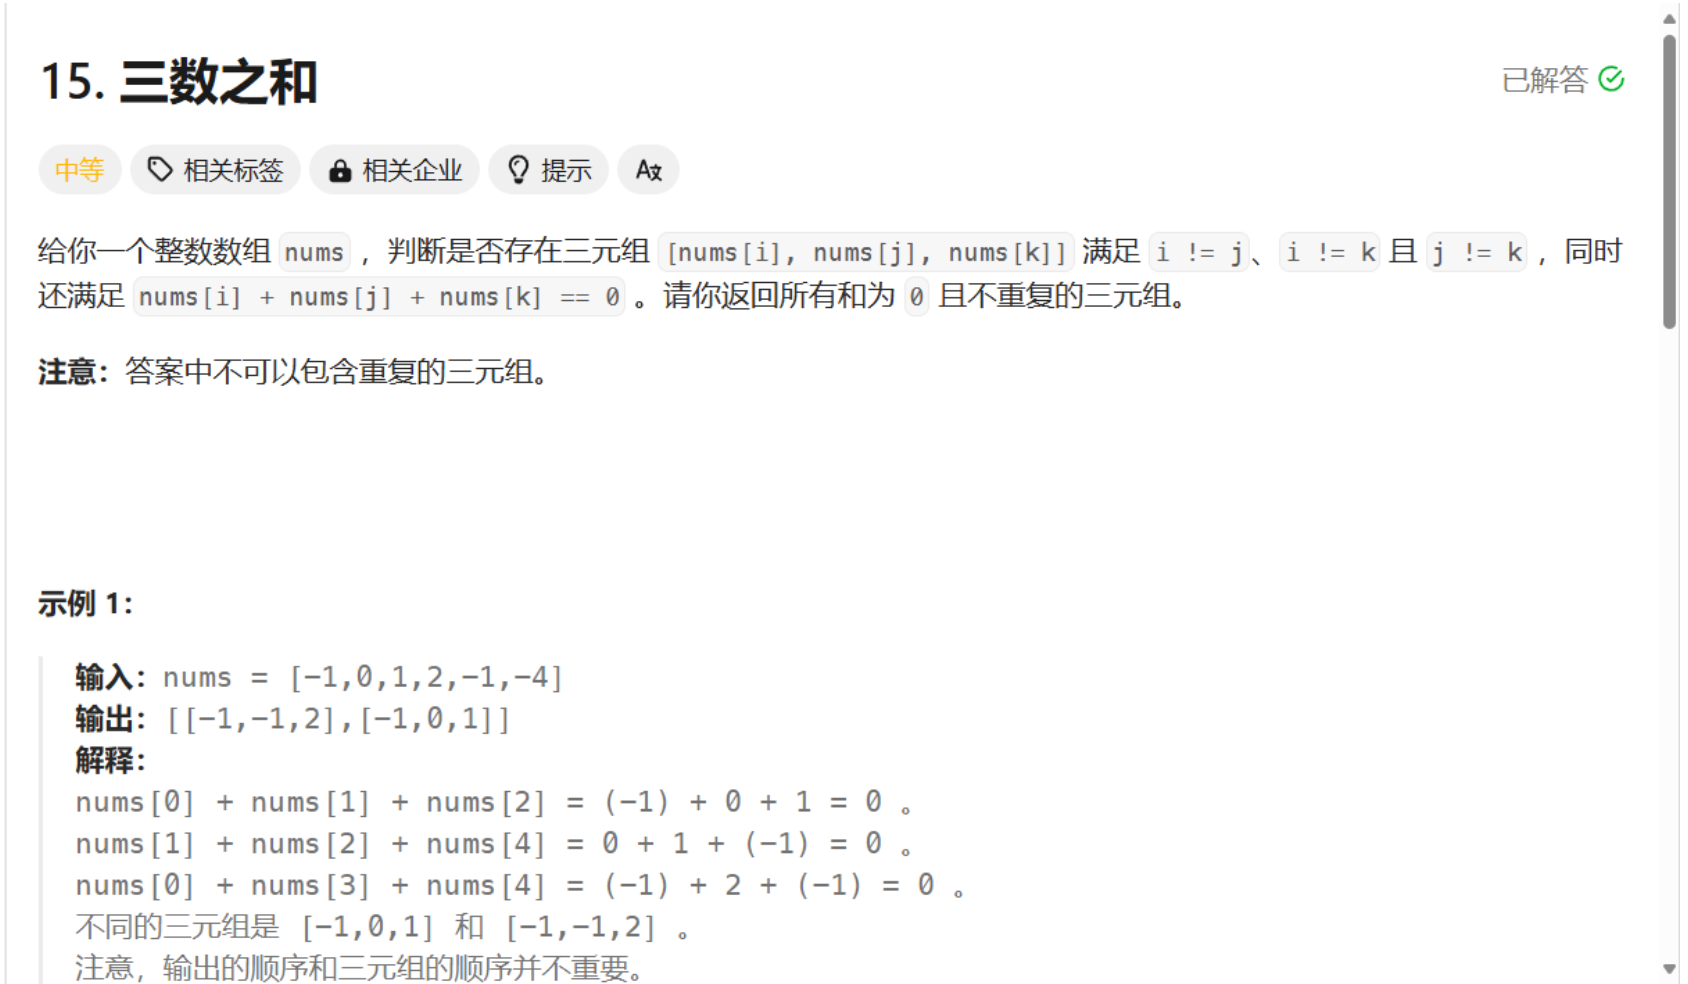 15. 三数之和
已解答
中等 相关标签 相关企业 提示
给你一个整数数组 nums ，判断是否存在三元组 [nums[i], nums[j], nums[k]] 满足 i != j、i != k 且 j != k ，同时
还满足 nums[i] + nums[j] + nums[k] == 0 。请你返回所有和为 0 且不重复的三元组。
注意：答案中不可以包含重复的三元组。
示例 1：
输入：nums = [-1,0,1,2,-1,-4]
输出：[[-1,-1,2],[-1,0,1]]
解释：
nums[0] + nums[1] + nums[2] = (-1) + 0 + 1 = 0 。
nums[1] + nums[2] + nums[4] = 0 + 1 + (-1) = 0 。
nums[0] + nums[3] + nums[4] = (-1) + 2 + (-1) = 0 。
不同的三元组是 [-1,0,1] 和 [-1,-1,2] 。
注意，输出的顺序和三元组的顺序并不重要。